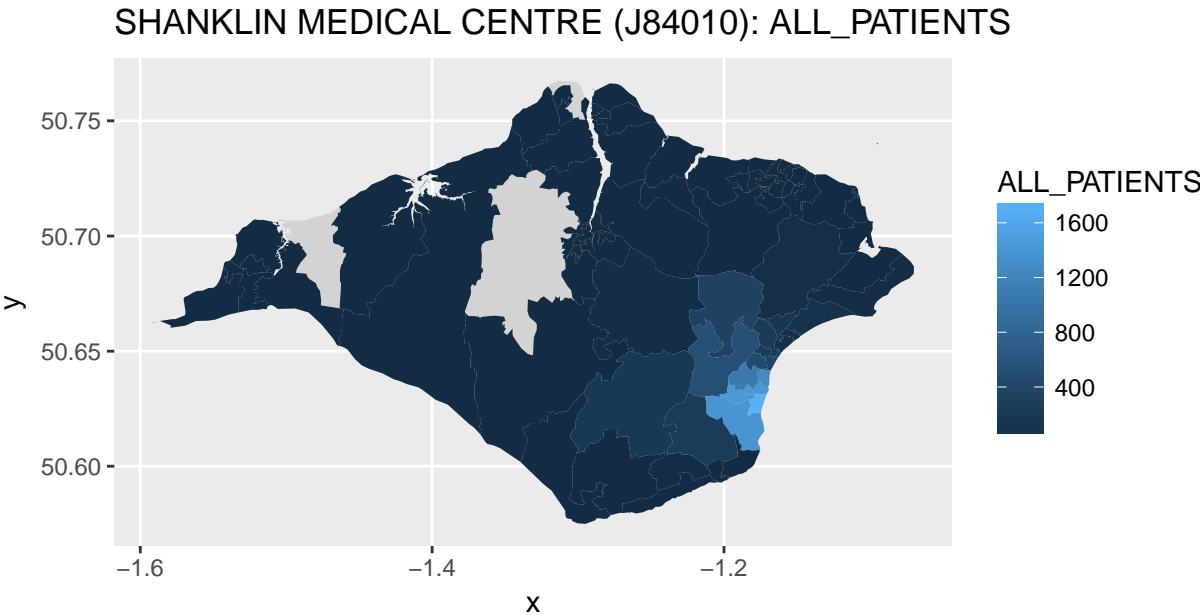 SHANKLIN MEDICAL CENTRE (J84010): ALL_PATIENTS
50.75
50.70
50.65
50.60
y
−1.6
−1.4
−1.2
x
ALL_PATIENTS
1600
1200
800
400